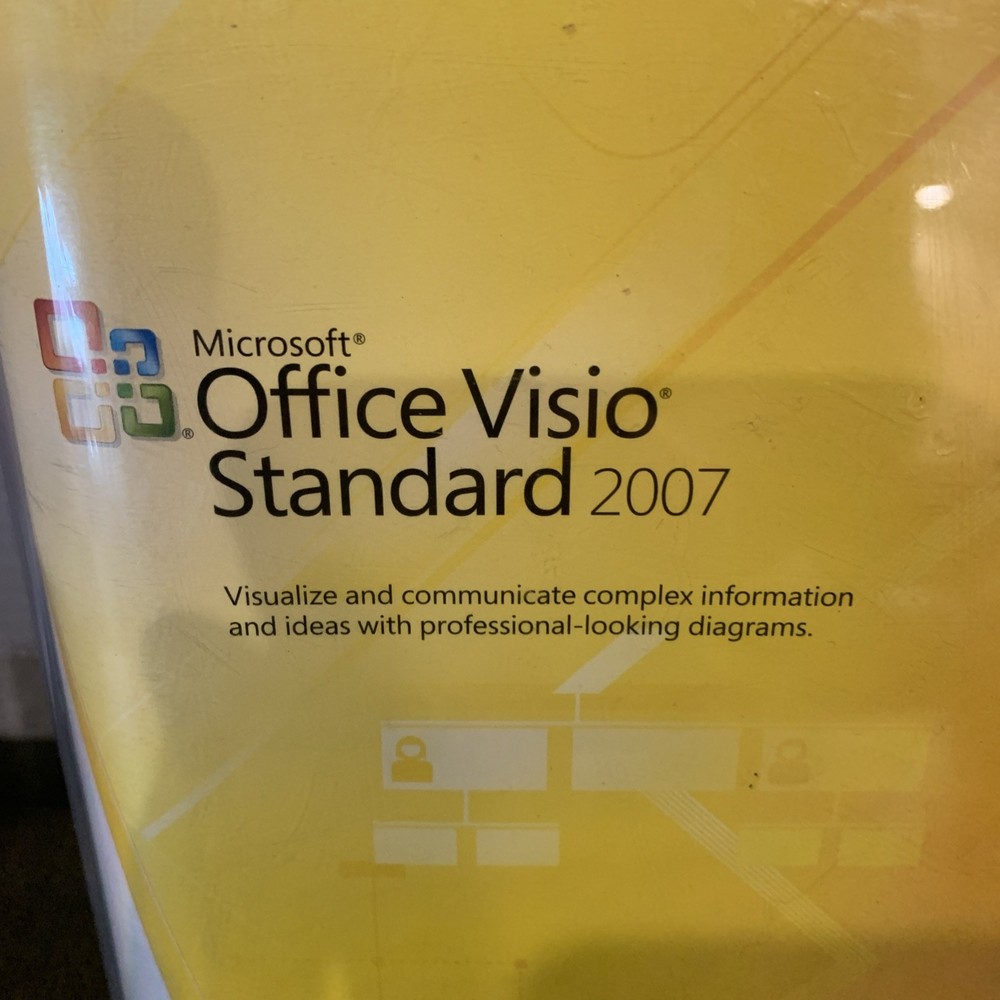 Microsoft®
Office Visio®
Standard 2007
®
Visualize and communicate complex information
and ideas with professional-looking diagrams.